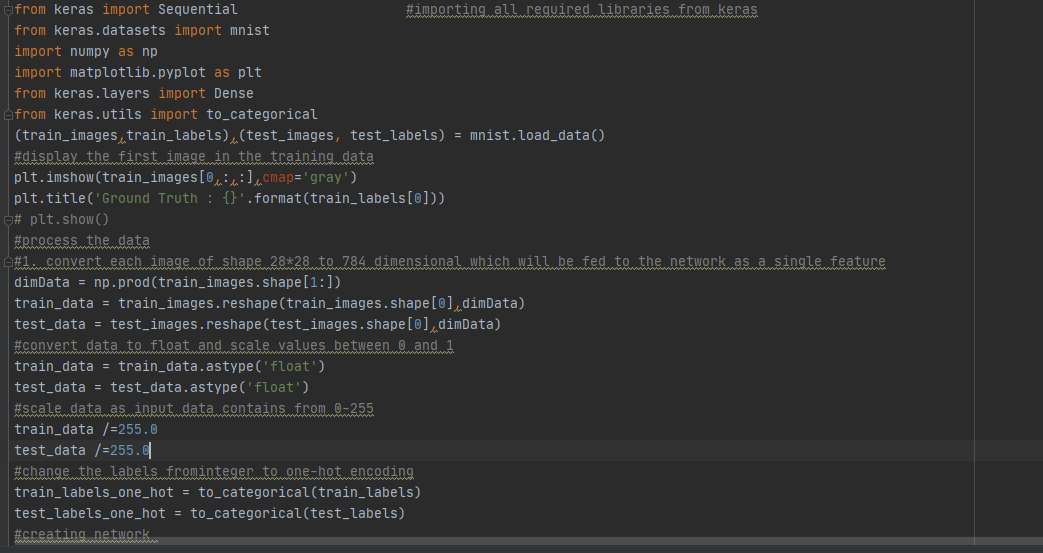 from keras import Sequential                     #importing all required libraries from keras
from keras.datasets import mnist
import numpy as np
import matplotlib.pyplot as plt
from keras.layers import Dense
from keras.utils import to_categorical
(train_images,train_labels),(test_images, test_labels) = mnist.load_data()
#display the first image in the training data
plt.imshow(train_images[0,:,:],cmap='gray')
plt.title('Ground Truth : {}'.format(train_labels[0]))
# plt.show()
#process the data
#1. convert each image of shape 28*28 to 784 dimensional which will be fed to the network as a single feature
dimData = np.prod(train_images.shape[1:])
train_data = train_images.reshape(train_images.shape[0],dimData)
test_data = test_images.reshape(test_images.shape[0],dimData)
#convert data to float and scale values between 0 and 1
train_data = train_data.astype('float')
test_data = test_data.astype('float')
#scale data as input data contains from 0-255
train_data /=255.0
test_data /=255.0
#change the labels frominteger to one-hot encoding
train_labels_one_hot = to_categorical(train_labels)
test_labels_one_hot = to_categorical(test_labels)
#creating network